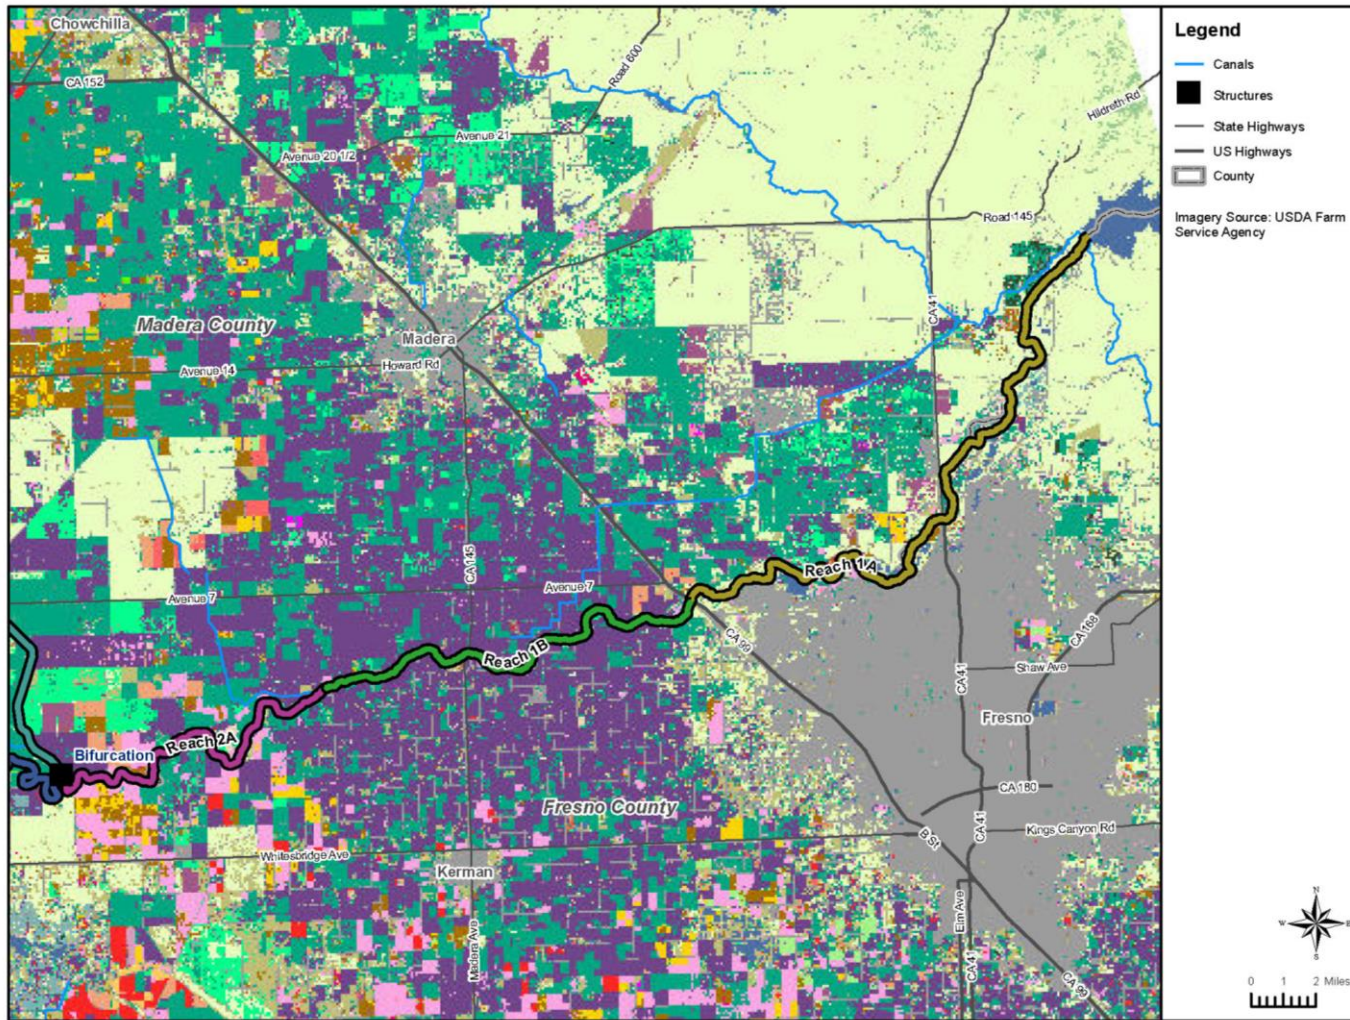 Chowchilla
CA 152
Road 600
Avenue 21
Avenue 20 1/2
Hildreth Rd
Road 145
CA 41
Madera County
Madera
Howard Rd
Avenue 14
CA 145
Avenue 7
Avenue 7
Reach 1A
Reach 1B
CA 99
CA 168
Shaw Ave
CA 41
Fresno
Reach 2A
Bifurcation
CA 180
Fresno County
CA 41
Kings Canyon Rd
B St
Whitesbridge Ave
Kerman
Elm Ave
Madera Ave
CA 41
CA 99
Legend
Canals
Structures
State Highways
US Highways
County
Imagery Source: USDA Farm
Service Agency
N
W E
S
0 1 2 Miles